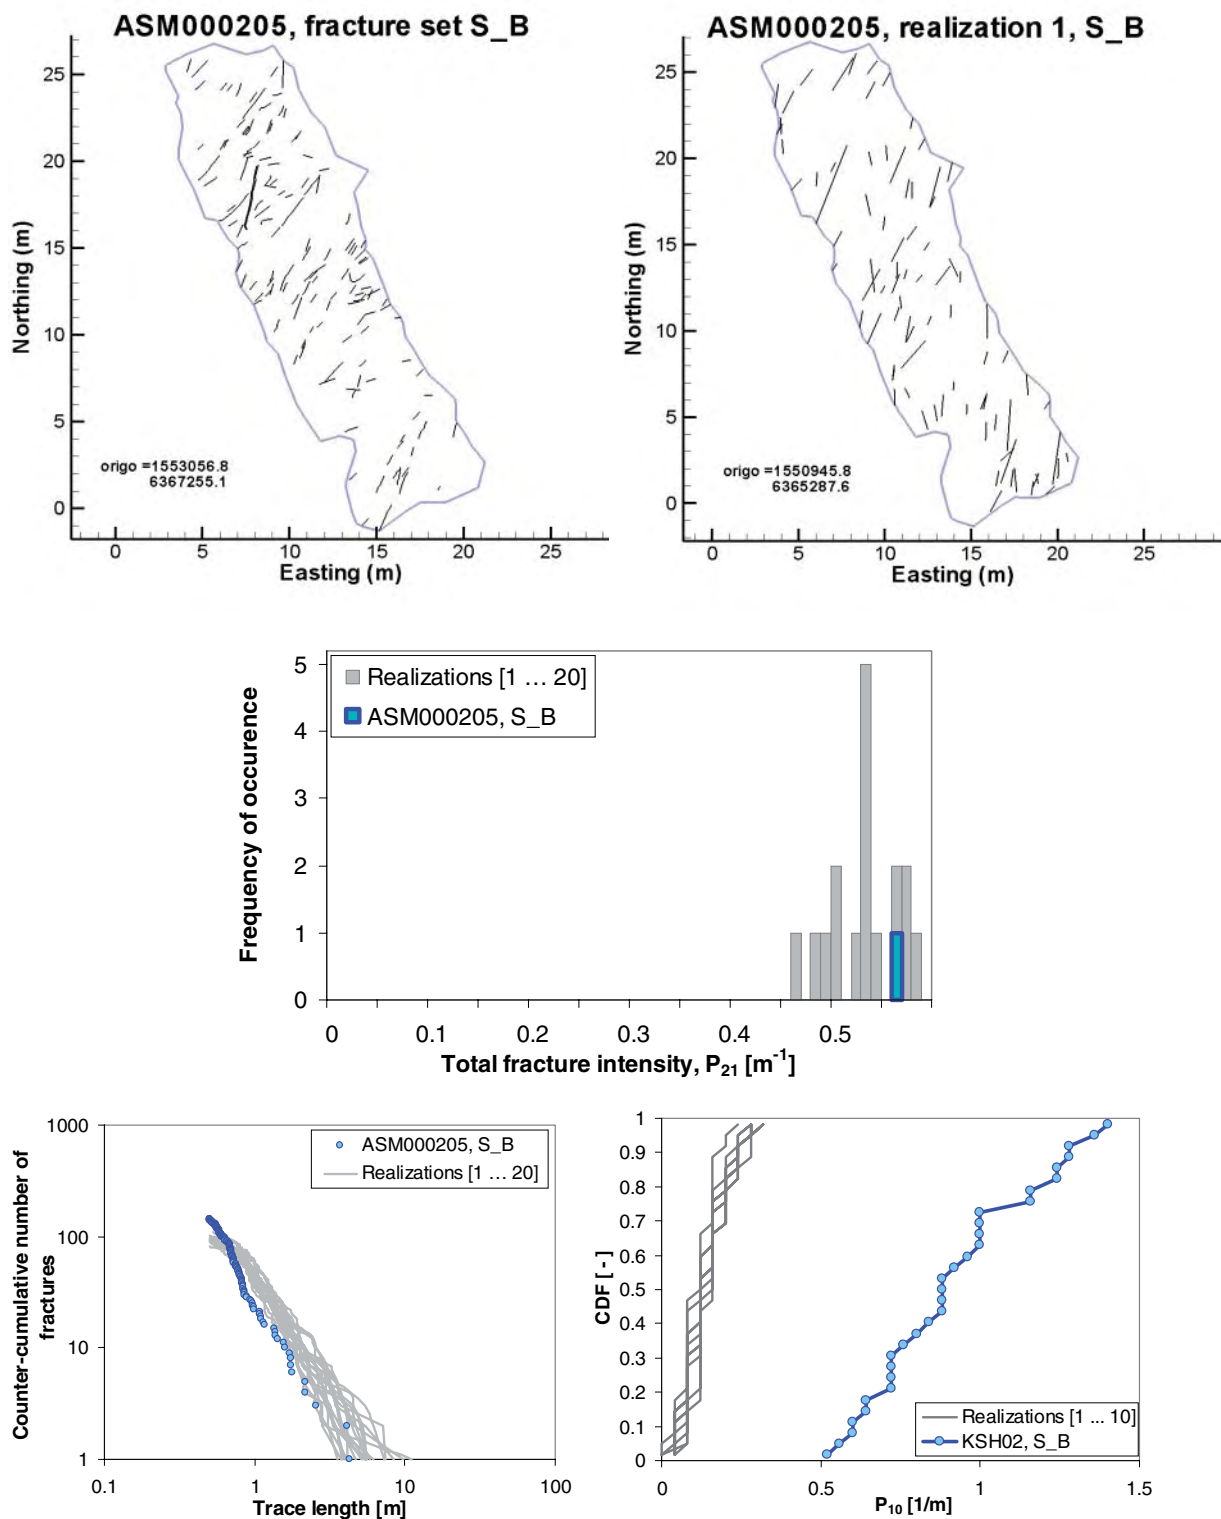 ASM000205, fracture set S_B
25
20
15
10
5
0
Northing (m)
origo =1553056.8
6367255.1
0 5 10 15 20 25
Easting (m)
ASM000205, realization 1, S_B
25
20
15
10
5
0
Northing (m)
origo =1550945.8
6365287.6
0 5 10 15 20 25
Easting (m)
Realizations [1 ... 20]
ASM000205, S_B
5
4
3
2
1
0
Frequency of occurence
0 0.1 0.2 0.3 0.4 0.5
Total fracture intensity, P21 [m-1]
1000
100
10
1
Counter-cumulative number of
fractures
ASM000205, S_B
Realizations [1 ... 20]
0.1 1 10 100
Trace length [m]
1
0.9
0.8
0.7
0.6
0.5
0.4
0.3
0.2
0.1
0
CDF [ - ]
Realizations [1 ... 10]
KSH02, S_B
0 0.5 1 1.5
P10 [1/m]